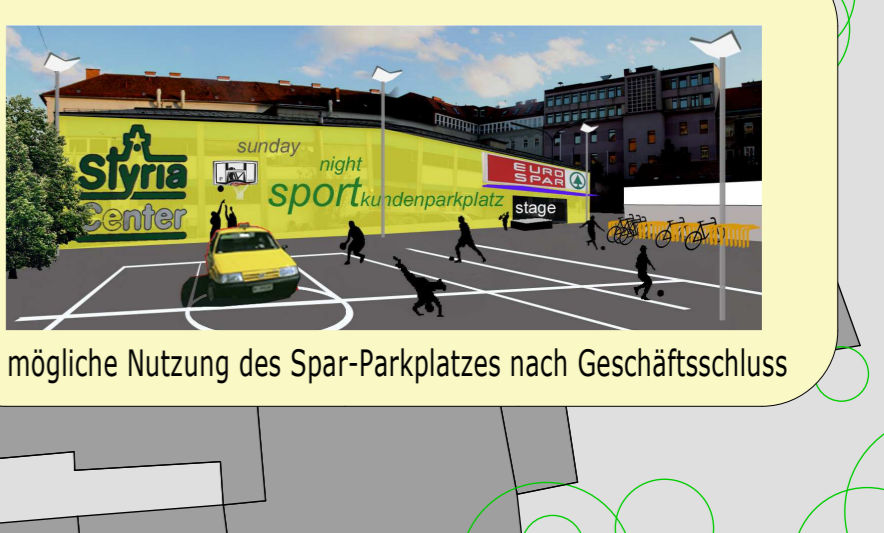 Styria
Center
sunday
night
sport kundenparkplatz
EURO
SPAR
stage
mögliche Nutzung des Spar-Parkplatzes nach Geschäftsschluss